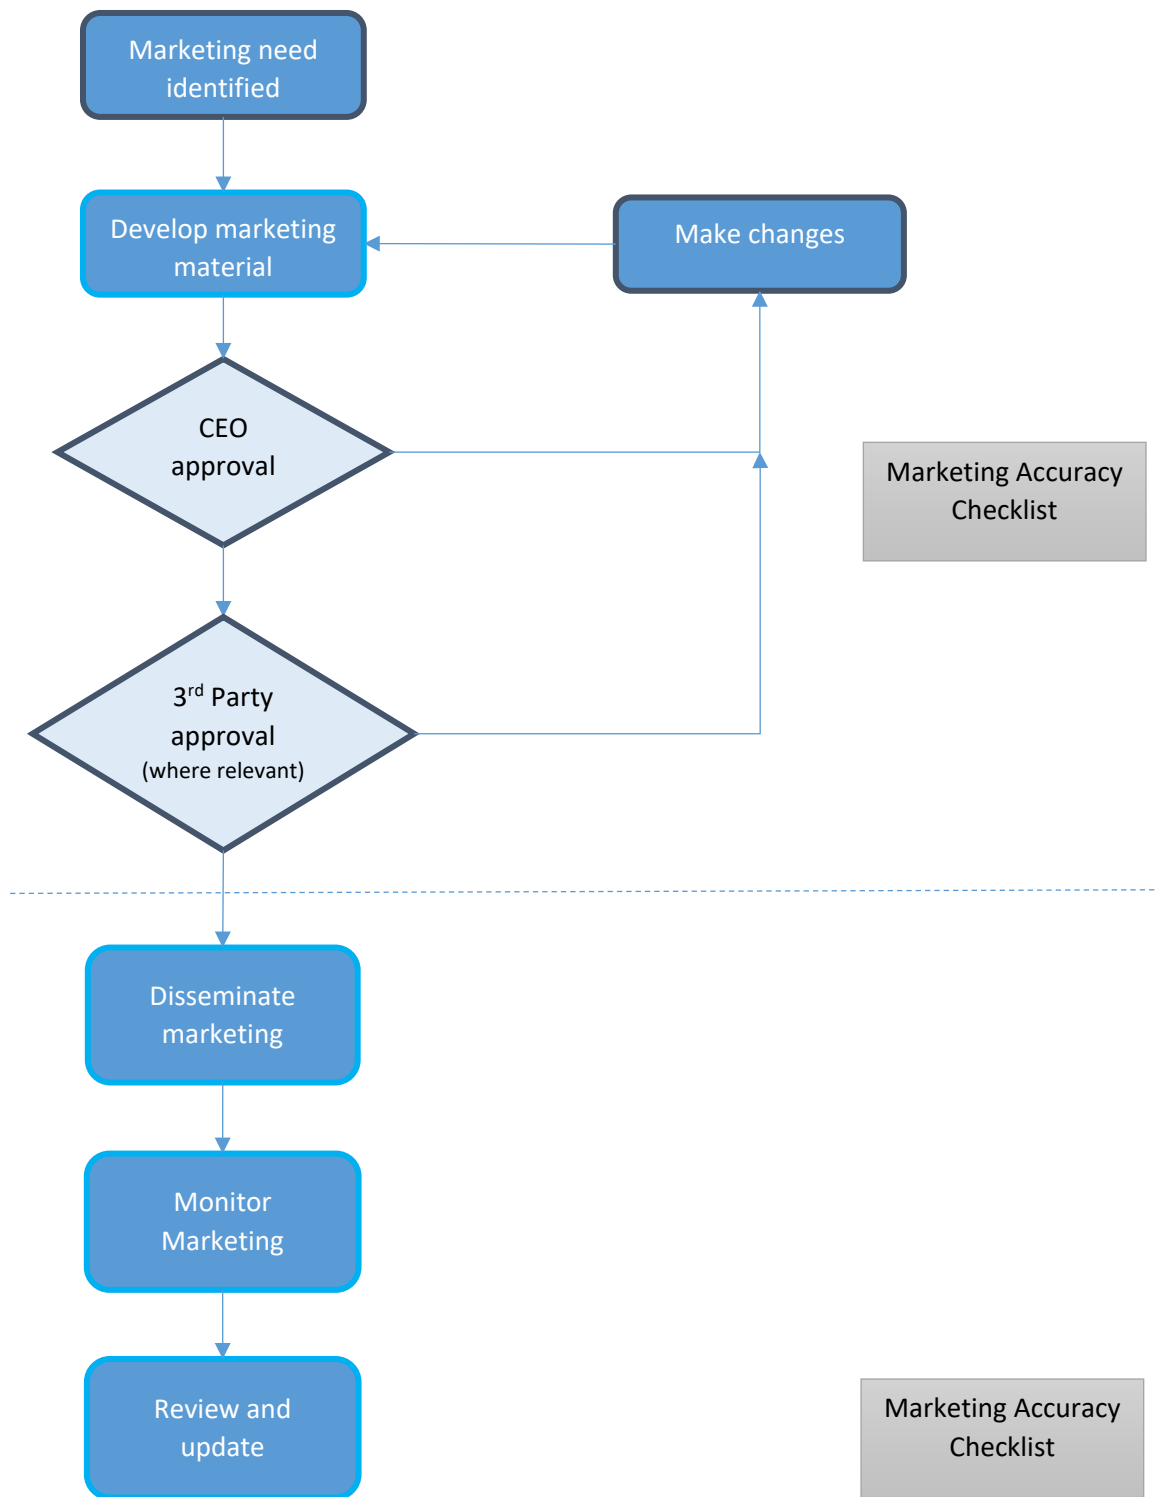 Marketing need
identified
Develop marketing
material
Make changes
CEO
approval
Marketing Accuracy
Checklist
3rd Party
approval
(where relevant)
Disseminate
marketing
Monitor
Marketing
Review and
update
Marketing Accuracy
Checklist